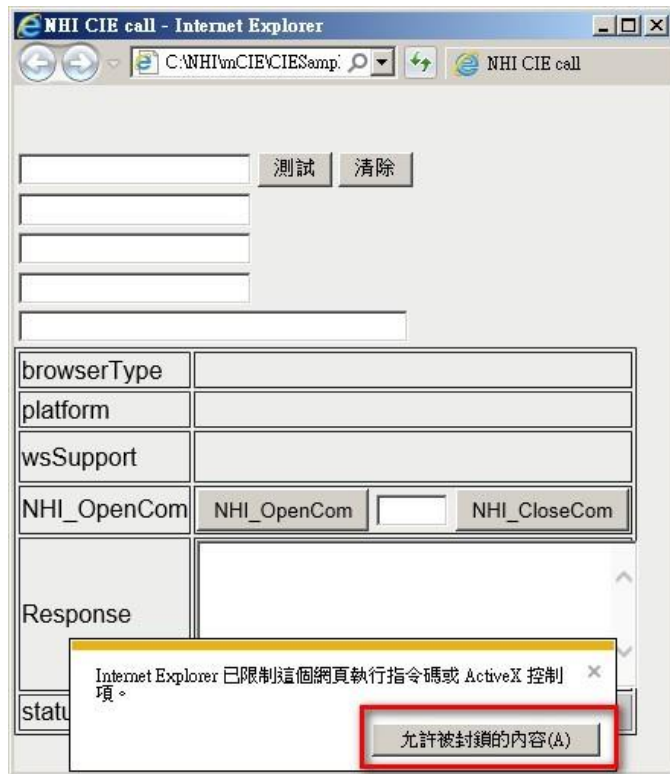 NHI CIE call - Internet Explorer
C:\NHI\mCIE\CIESampl
NHI CIE call
測試 清除
browserType
platform
wsSupport
NHI_OpenCom NHI_OpenCom NHI_CloseCom
Response
Internet Explorer 已限制這個網頁執行指令碼或 ActiveX 控制
項。
statu
允許被封鎖的內容(A)